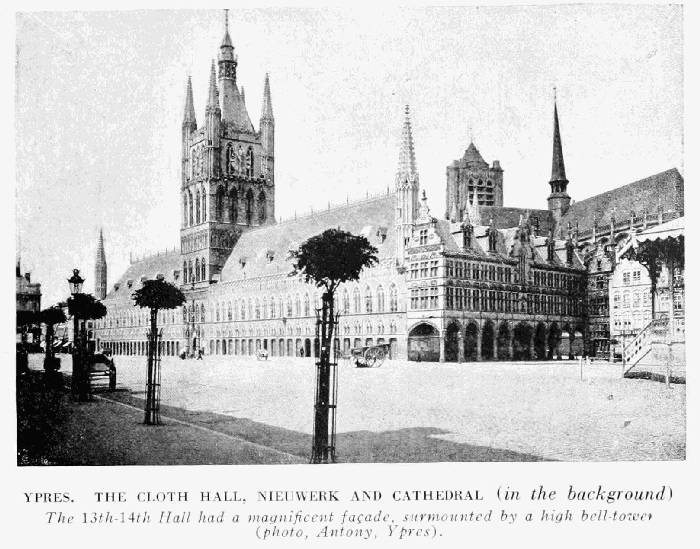 YPRES. THE CLOTH HALL, NIEUWERK AND CATHEDRAL (in the background)
The 13th-14th Hall had a magnificent façade, surmounted by a high bell-tower
(photo, Antony, Ypres).